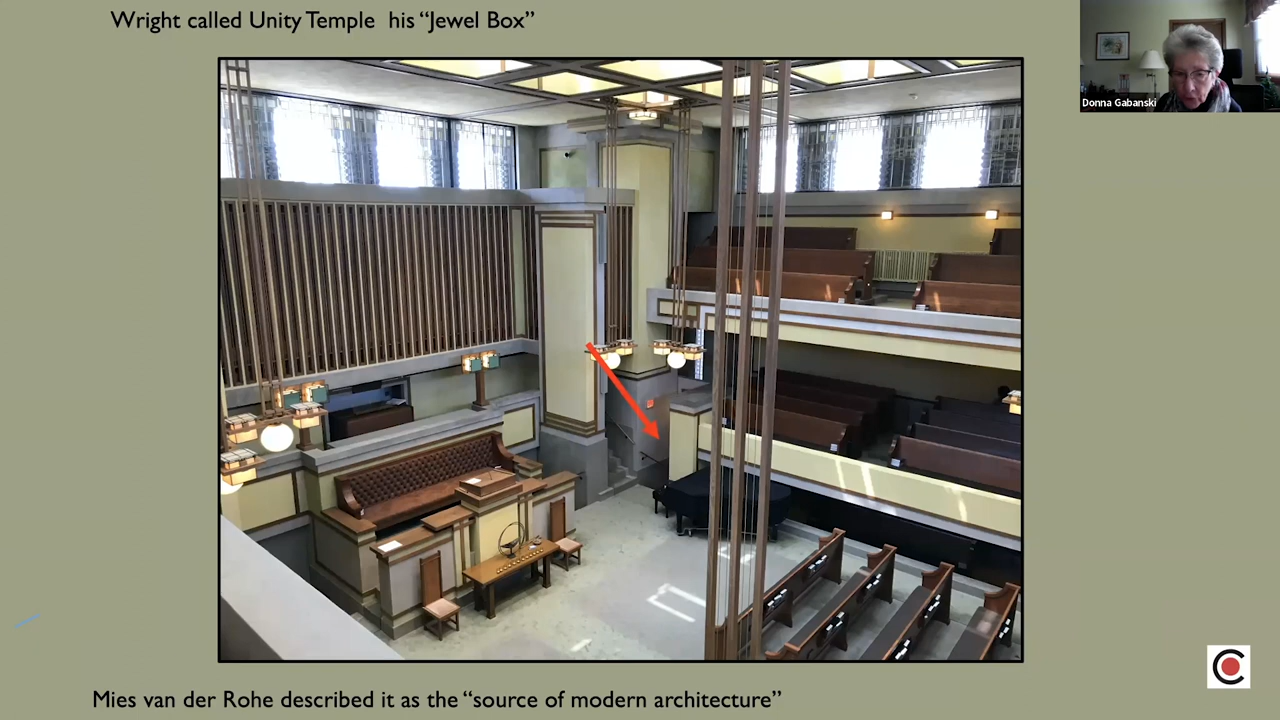 Wright called Unity Temple his “Jewel Box”
Donna Gabanski
Mies van der Rohe described it as the “source of modern architecture”